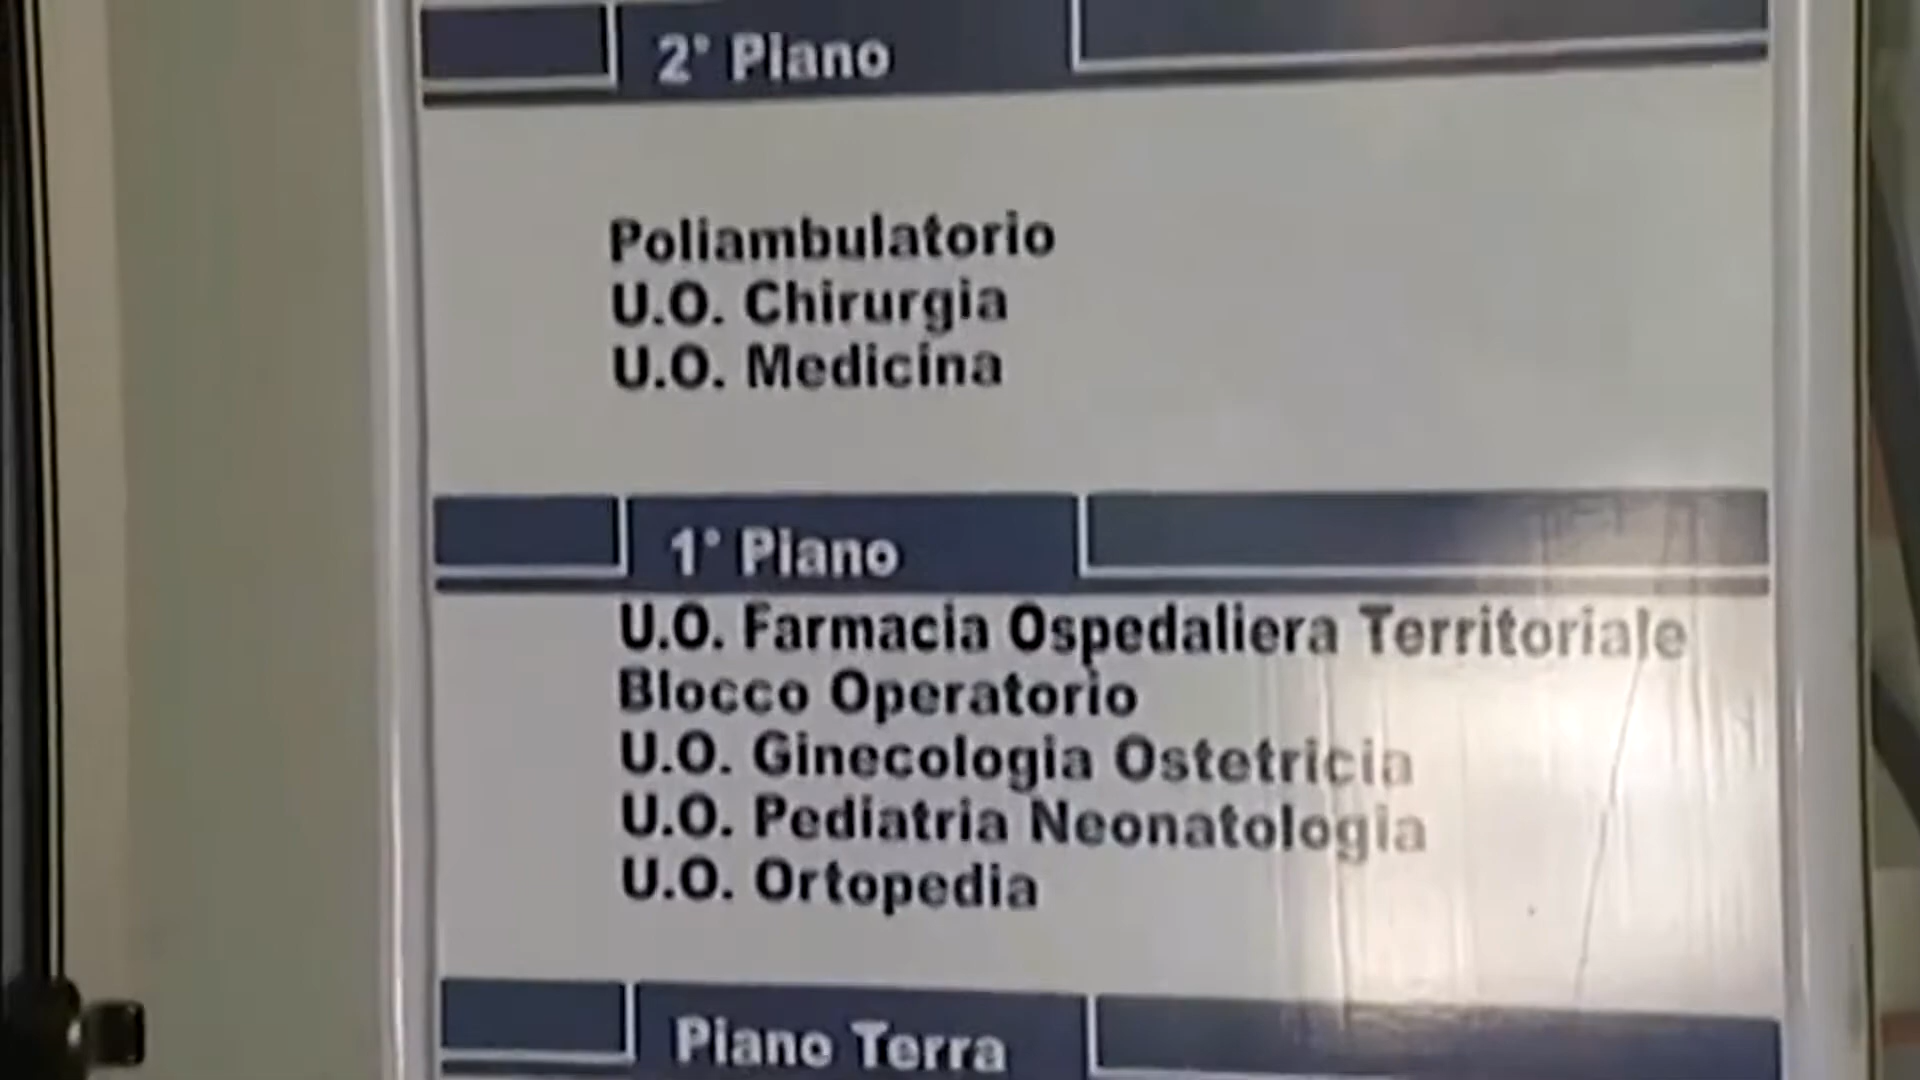 2° Piano
Poliambulatorio
U.O. Chirurgia
U.O. Medicina
1° Piano
U.O. Farmacia Ospedaliera Territoriale
Blocco Operatorio
U.O. Ginecologia Ostetricia
U.O. Pediatria Neonatologia
U.O. Ortopedia
Piano Terra